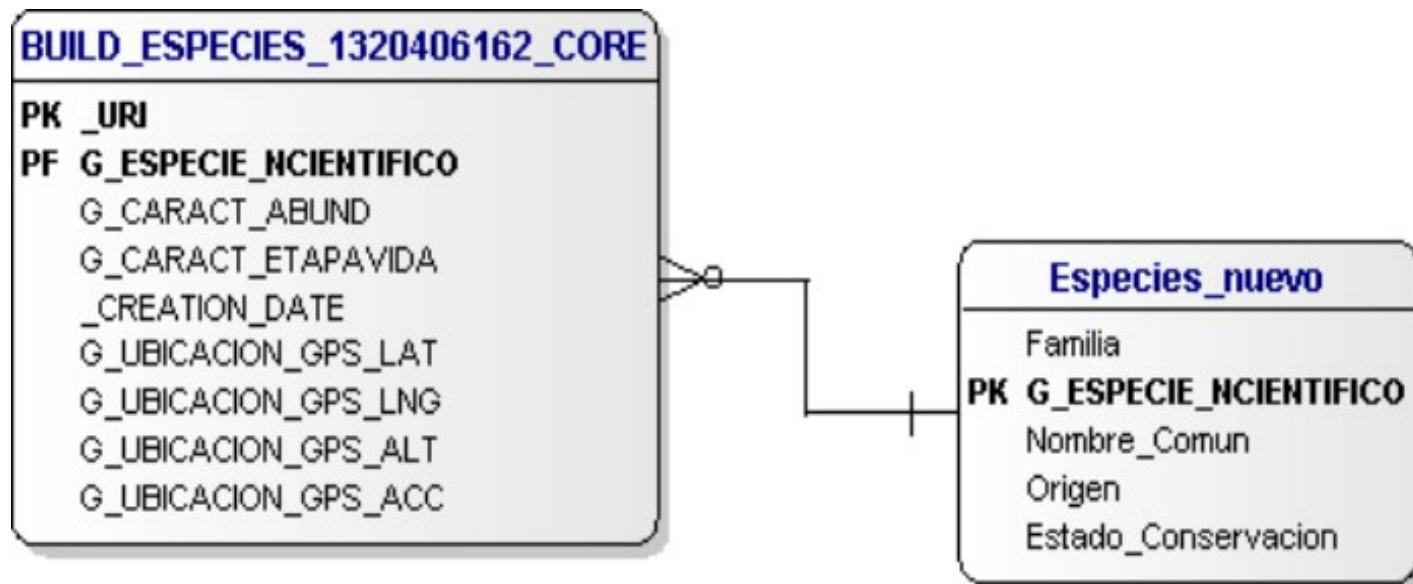 BUILD_ESPECIES_1320406162_CORE
PK _URI
PF G_ESPECIE_NCIENTIFICO
G_CARACT_ABUND
G_CARACT_ETAPAVIDA
_CREATION_DATE
G_UBICACION_GPS_LAT
G_UBICACION_GPS_LNG
G_UBICACION_GPS_ALT
G_UBICACION_GPS_ACC
Especies_nuevo
Familia
PK G_ESPECIE_NCIENTIFICO
Nombre_Comun
Origen
Estado_Conservacion